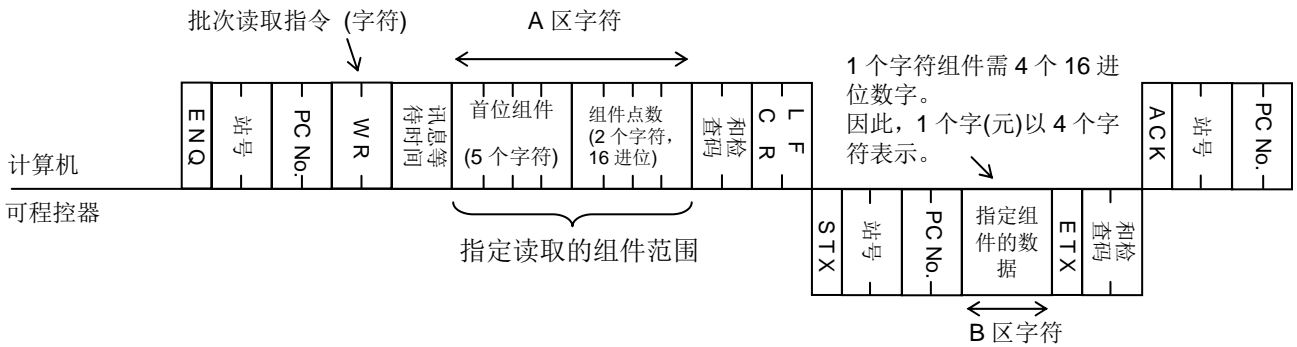 批次读取指令 (字符)
A 区字符
1 个字符组件需 4 个 16 进
位数字。
因此，1 个字(元)以 4 个字
符表示。
计算机
ENQ
站号
PC No.
WR
讯息等
待时间
首位组件
(5 个字符)
组件点数
(2 个字符，
16 进位)
和检
查码
CR
LF
ACK
站号
PC No.
可程控器
指定读取的组件范围
STX
站号
PC No.
指定组
件的数
据
ETX
和检
查码
B 区字符